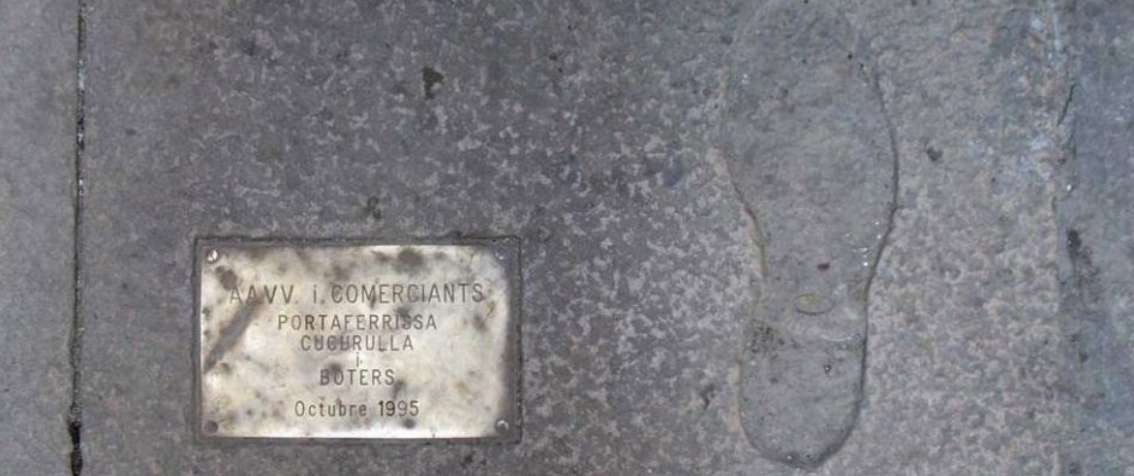 AAVV. i. COMERCIANTS
PORTAFERRISSA
CUCURULLA
i
BOTERS
Octubre 1995